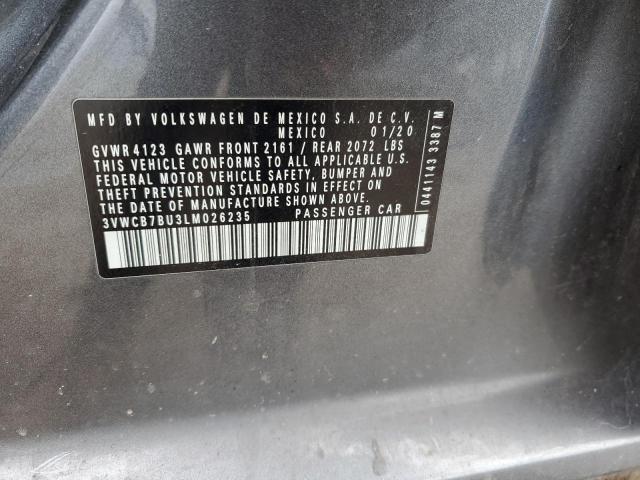 MFD BY VOLKSWAGEN DE MEXICO S.A. DE C.V.
MEXICO 01/20
GVWR 4123 GAWR FRONT 2161 / REAR 2072 LBS
THIS VEHICLE CONFORMS TO ALL APPLICABLE U.S.
FEDERAL MOTOR VEHICLE SAFETY, BUMPER AND
THEFT PREVENTION STANDARDS IN EFFECT ON
THE DATE OF MANUFACTURE SHOWN ABOVE.
3VWCB7BU3LM026235 PASSENGER CAR
0441143 3387 M